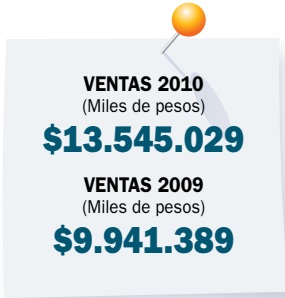 VENTAS 2010
(Miles de pesos)
$13.545.029
VENTAS 2009
(Miles de pesos)
$9.941.389